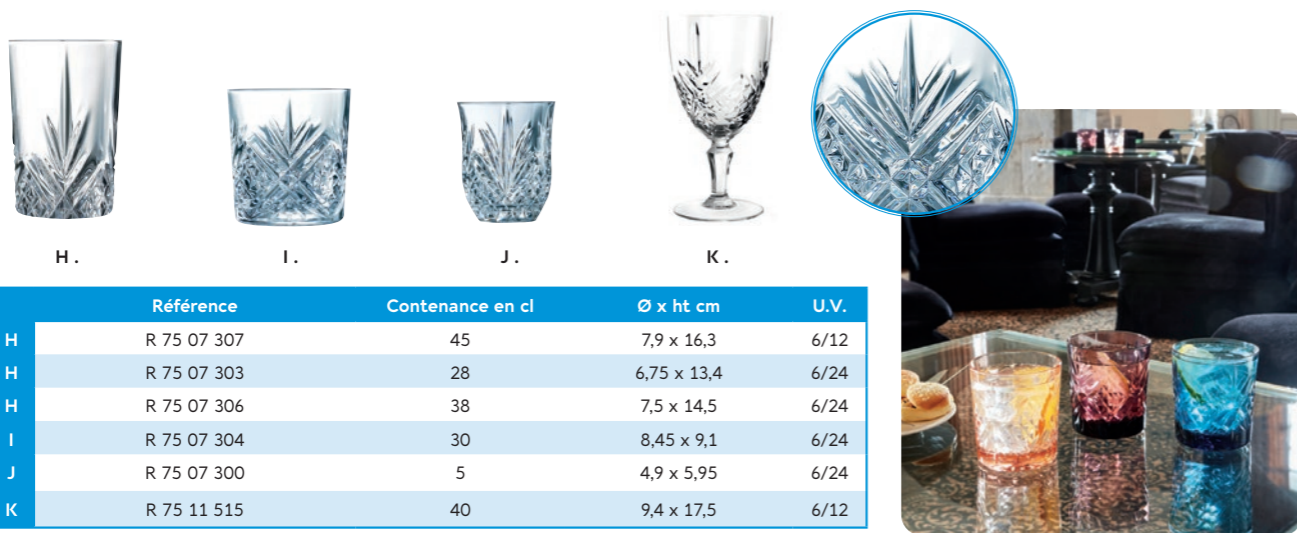 H. I. J. K.
Référence Contenance en cl Ø x ht cm U.V.
H R 75 07 307 45 7,9 x 16,3 6/12
H R 75 07 303 28 6,75 x 13,4 6/24
H R 75 07 306 38 7,5 x 14,5 6/24
I R 75 07 304 30 8,45 x 9,1 6/24
J R 75 07 300 5 4,9 x 5,95 6/24
K R 75 11 515 40 9,4 x 17,5 6/12